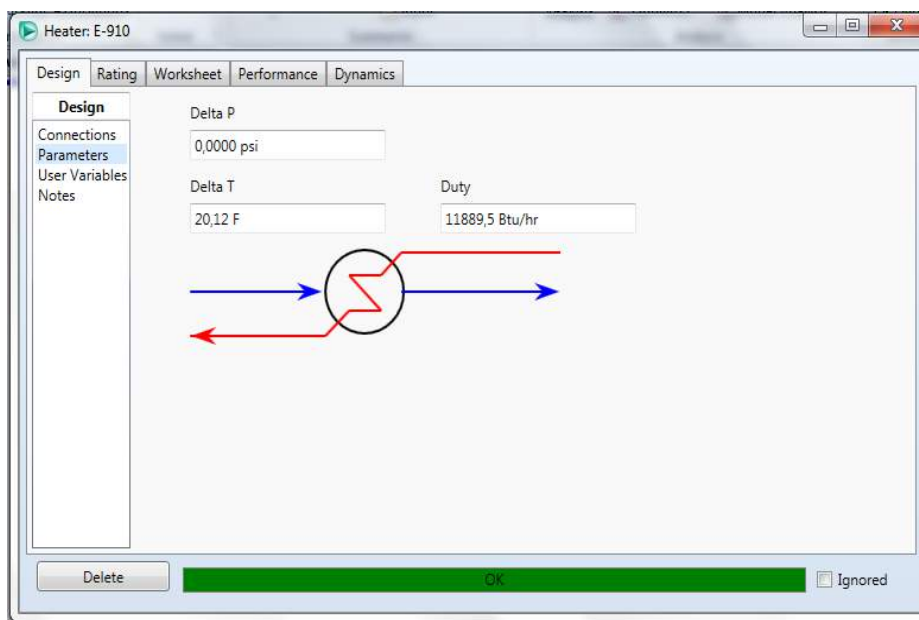 Heater: E-910
Design Rating Worksheet Performance Dynamics
Design
Connections
Parameters
User Variables
Notes
Delta P
0,0000 psi
Delta T
20,12 F
Duty
11889,5 Btu/hr
Delete
OK
Ignored